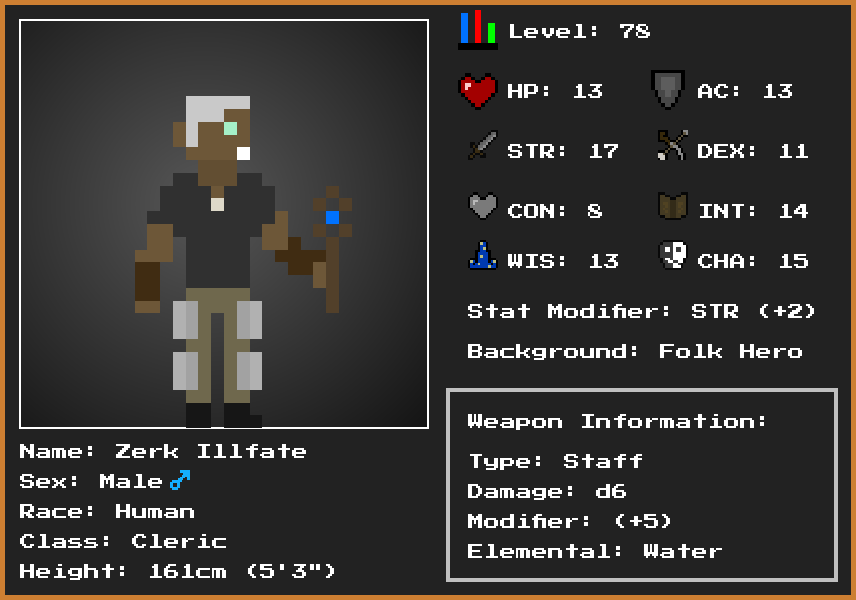 Level: 78
HP: 13 AC: 13
STR: 17 DEX: 11
CON: 8 INT: 14
WIS: 13 CHA: 15
Stat Modifier: STR (+2)
Background: Folk Hero
Weapon Information:
Type: Staff
Damage: d6
Modifier: (+5)
Elemental: Water
Name: Zerk Illfate
Sex: Male ♂
Race: Human
Class: Cleric
Height: 161cm (5'3")